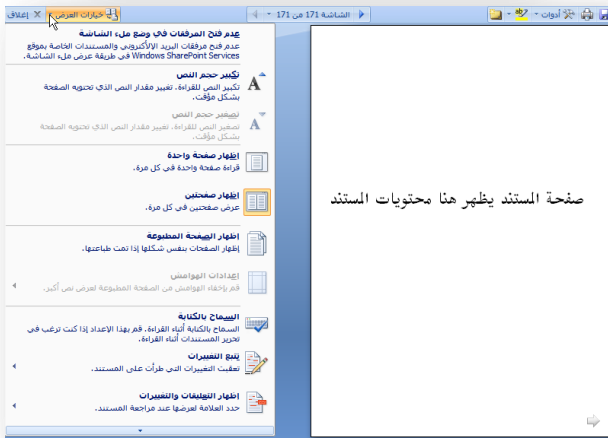 أدوات
الشاشة 171 من 171
خيارات العرض
إغلاق
عدم فتح المرفقات في وضع ملء الشاشة
عدم فتح مرفقات البريد الإلكتروني والمستندات الخاصة بموقع
Windows SharePoint Services في طريقة عرض ملء الشاشة.
تكبير حجم النص
تكبير النص للقراءة. تغيير مقدار النص الذي تحتويه الصفحة
بشكل مؤقت.
تصغير حجم النص
تصغير النص للقراءة. تغيير مقدار النص الذي تحتويه الصفحة
بشكل مؤقت.
إظهار صفحة واحدة
قراءة صفحة واحدة في كل مرة.
إظهار صفحتين
عرض صفحتين في كل مرة.
إظهار الصفحة المطبوعة
إظهار الصفحات بنفس شكلها إذا تمت طباعتها.
إعدادات الهوامش
قم بإخفاء الهوامش من الصفحة المطبوعة لعرض نص أكبر.
السماح بالكتابة
السماح بالكتابة أثناء القراءة. قم بهذا الإعداد إذا كنت ترغب في
تحرير المستندات أثناء القراءة.
تتبع التغييرات
تعقب التغييرات التي طرأت على المستند.
إظهار التعليقات والتغييرات
حدد العلامة لعرضها عند مراجعة المستند.
صفحة المستند يظهر هنا محتويات المستند